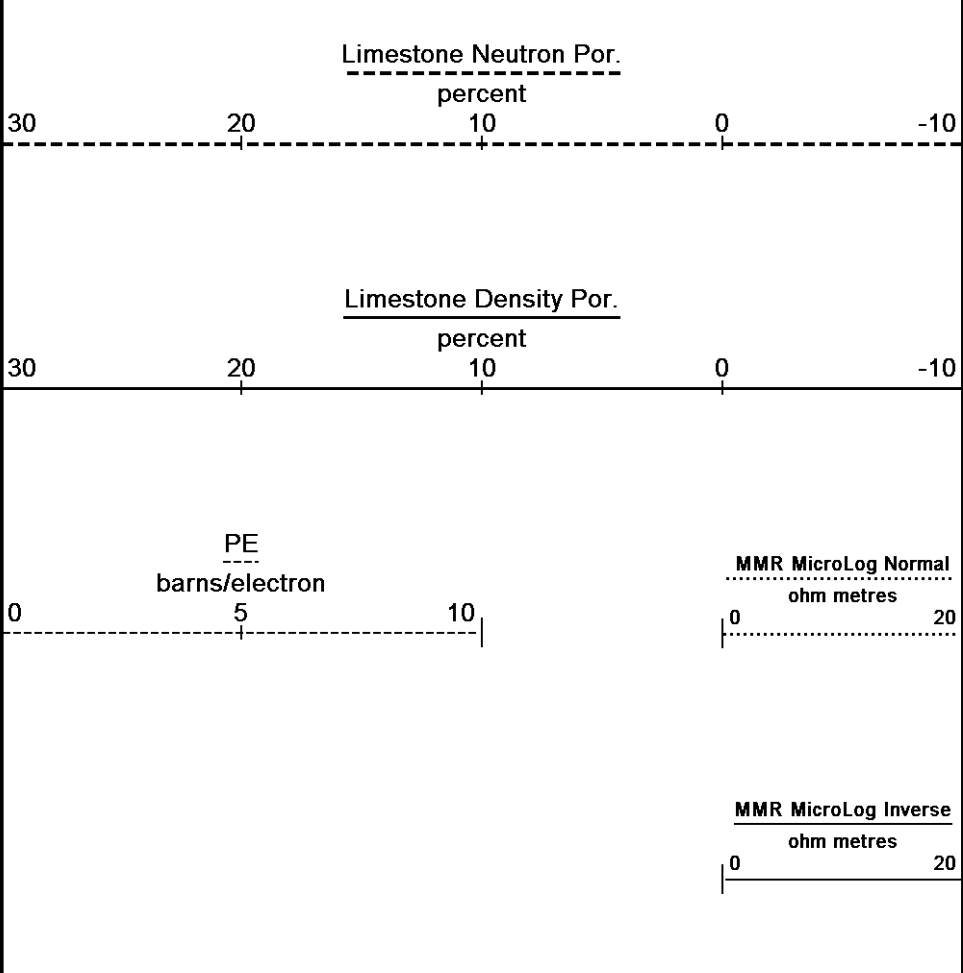 Limestone Neutron Por.
percent
30 20 10 0 -10
Limestone Density Por.
percent
30 20 10 0 -10
PE
barns/electron
0 5 10
MMR MicroLog Normal
ohm metres
0 20
MMR MicroLog Inverse
ohm metres
0 20